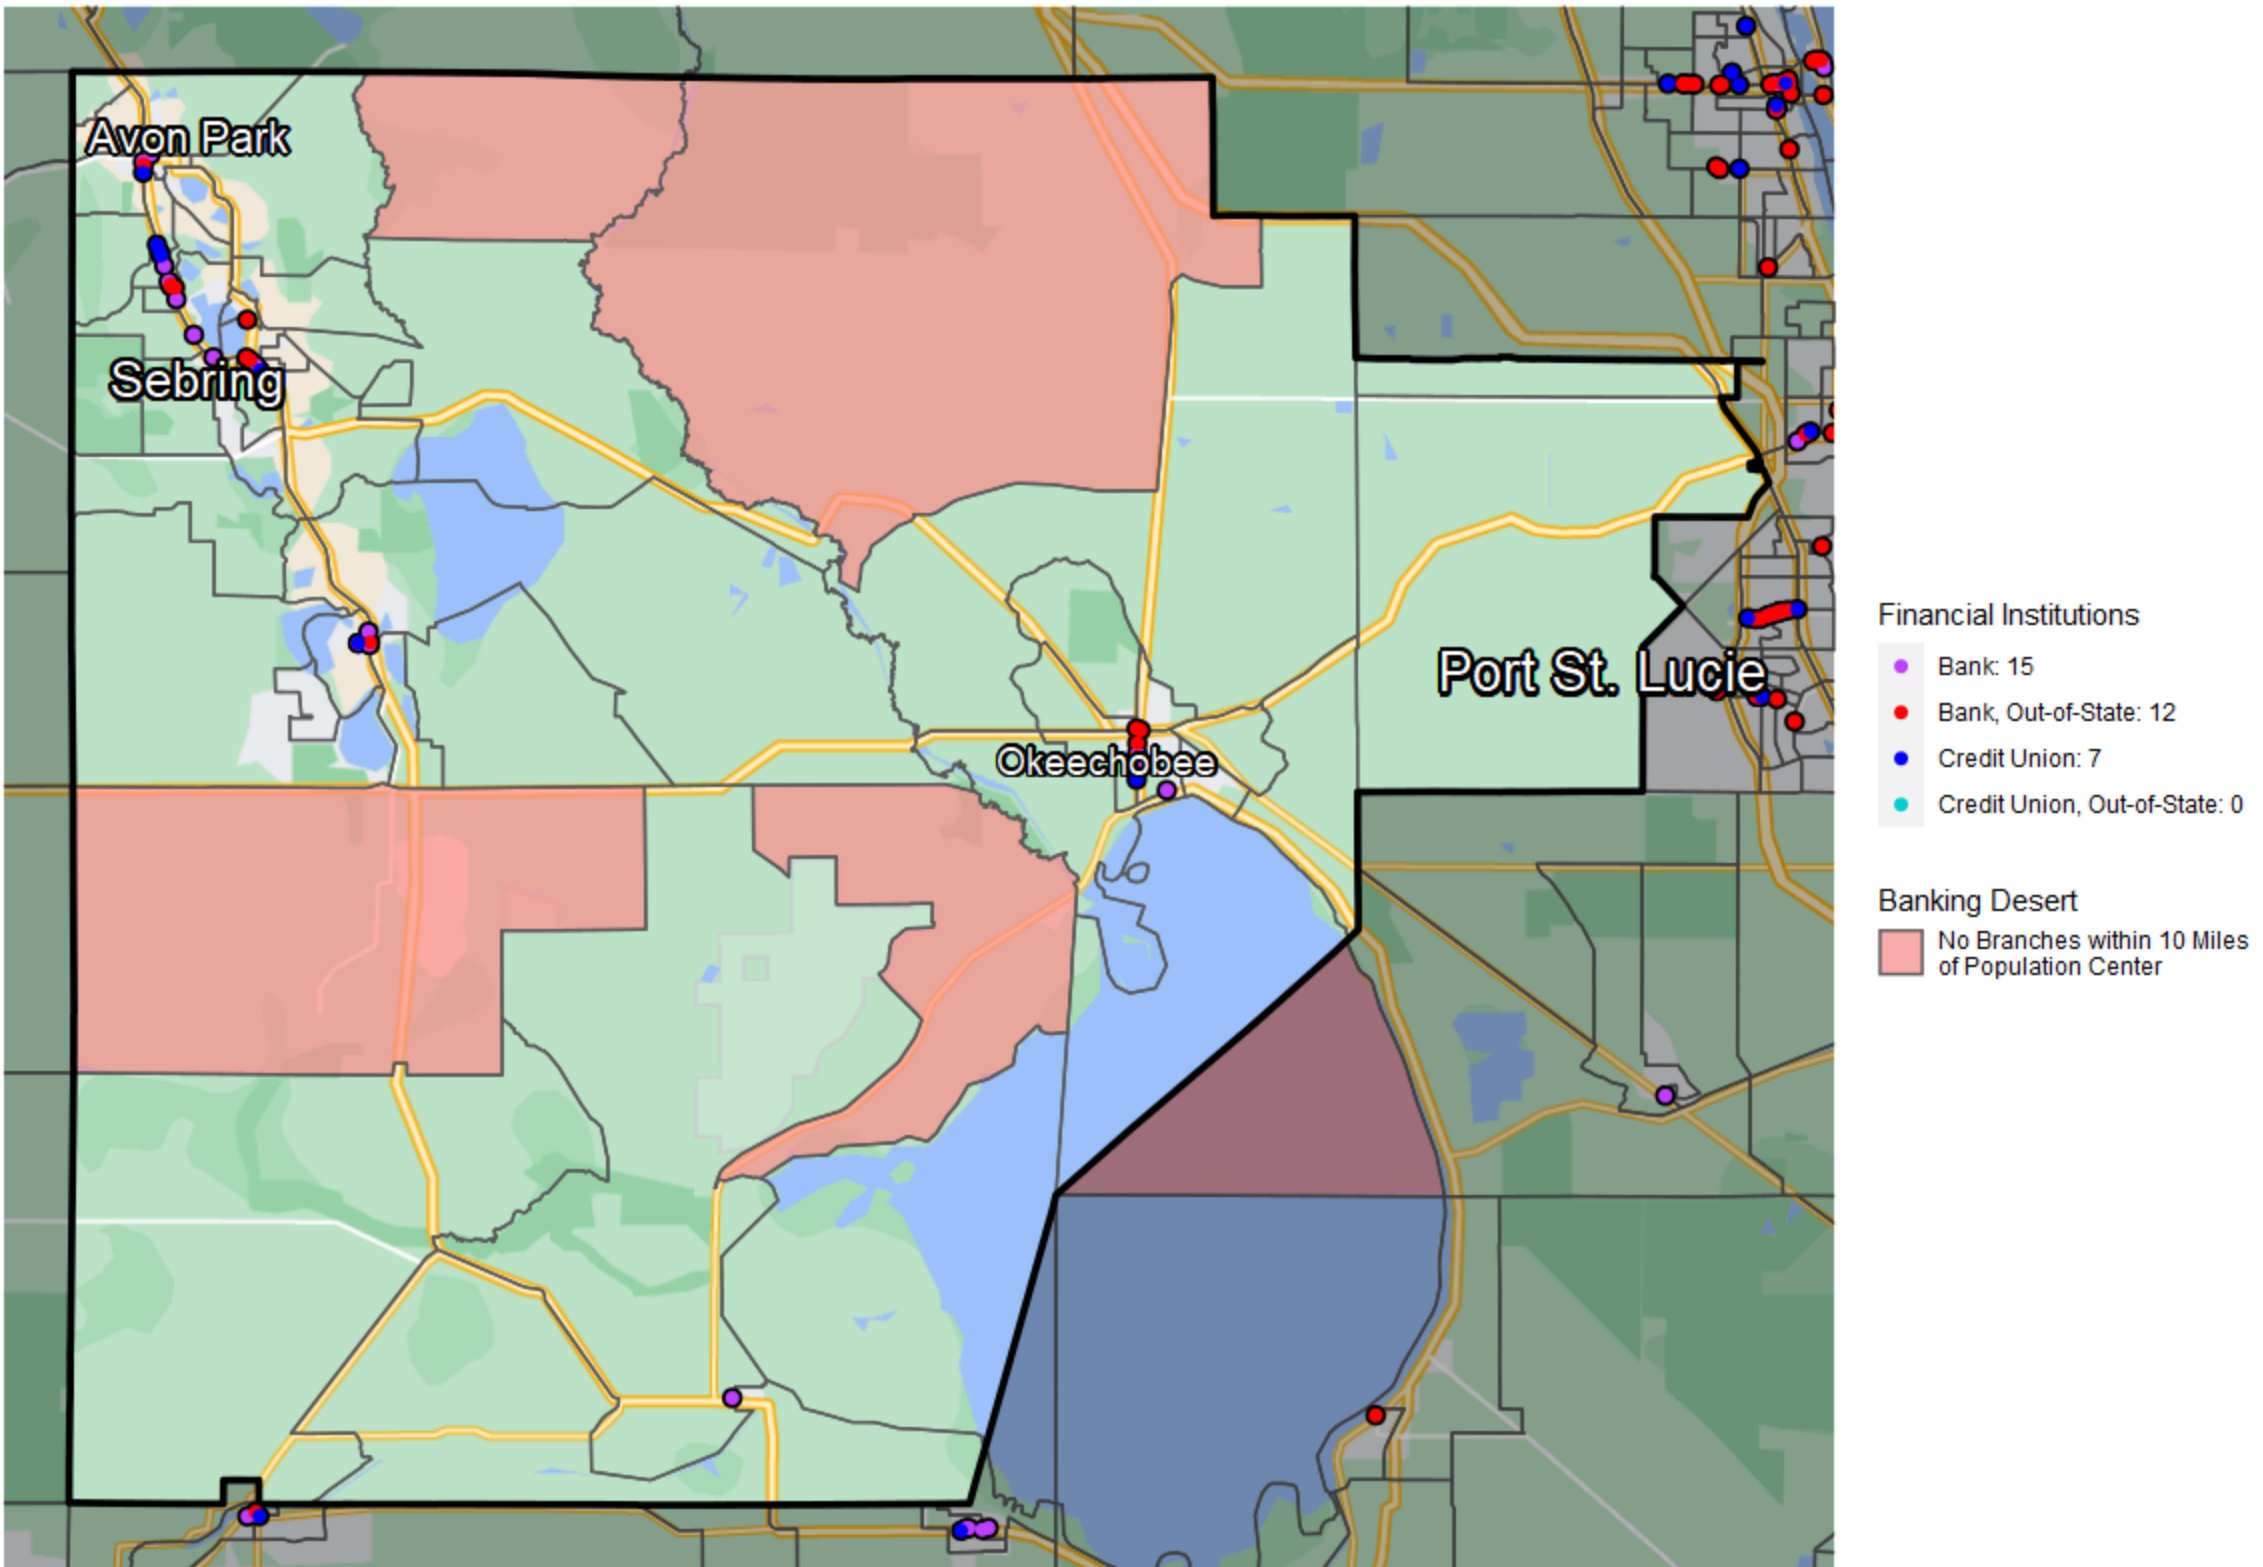 Avon Park
Sebring
Port St. Lucie
Okeechobee
Financial Institutions
Bank: 15
Bank, Out-of-State: 12
Credit Union: 7
Credit Union, Out-of-State: 0
Banking Desert
No Branches within 10 Miles
of Population Center